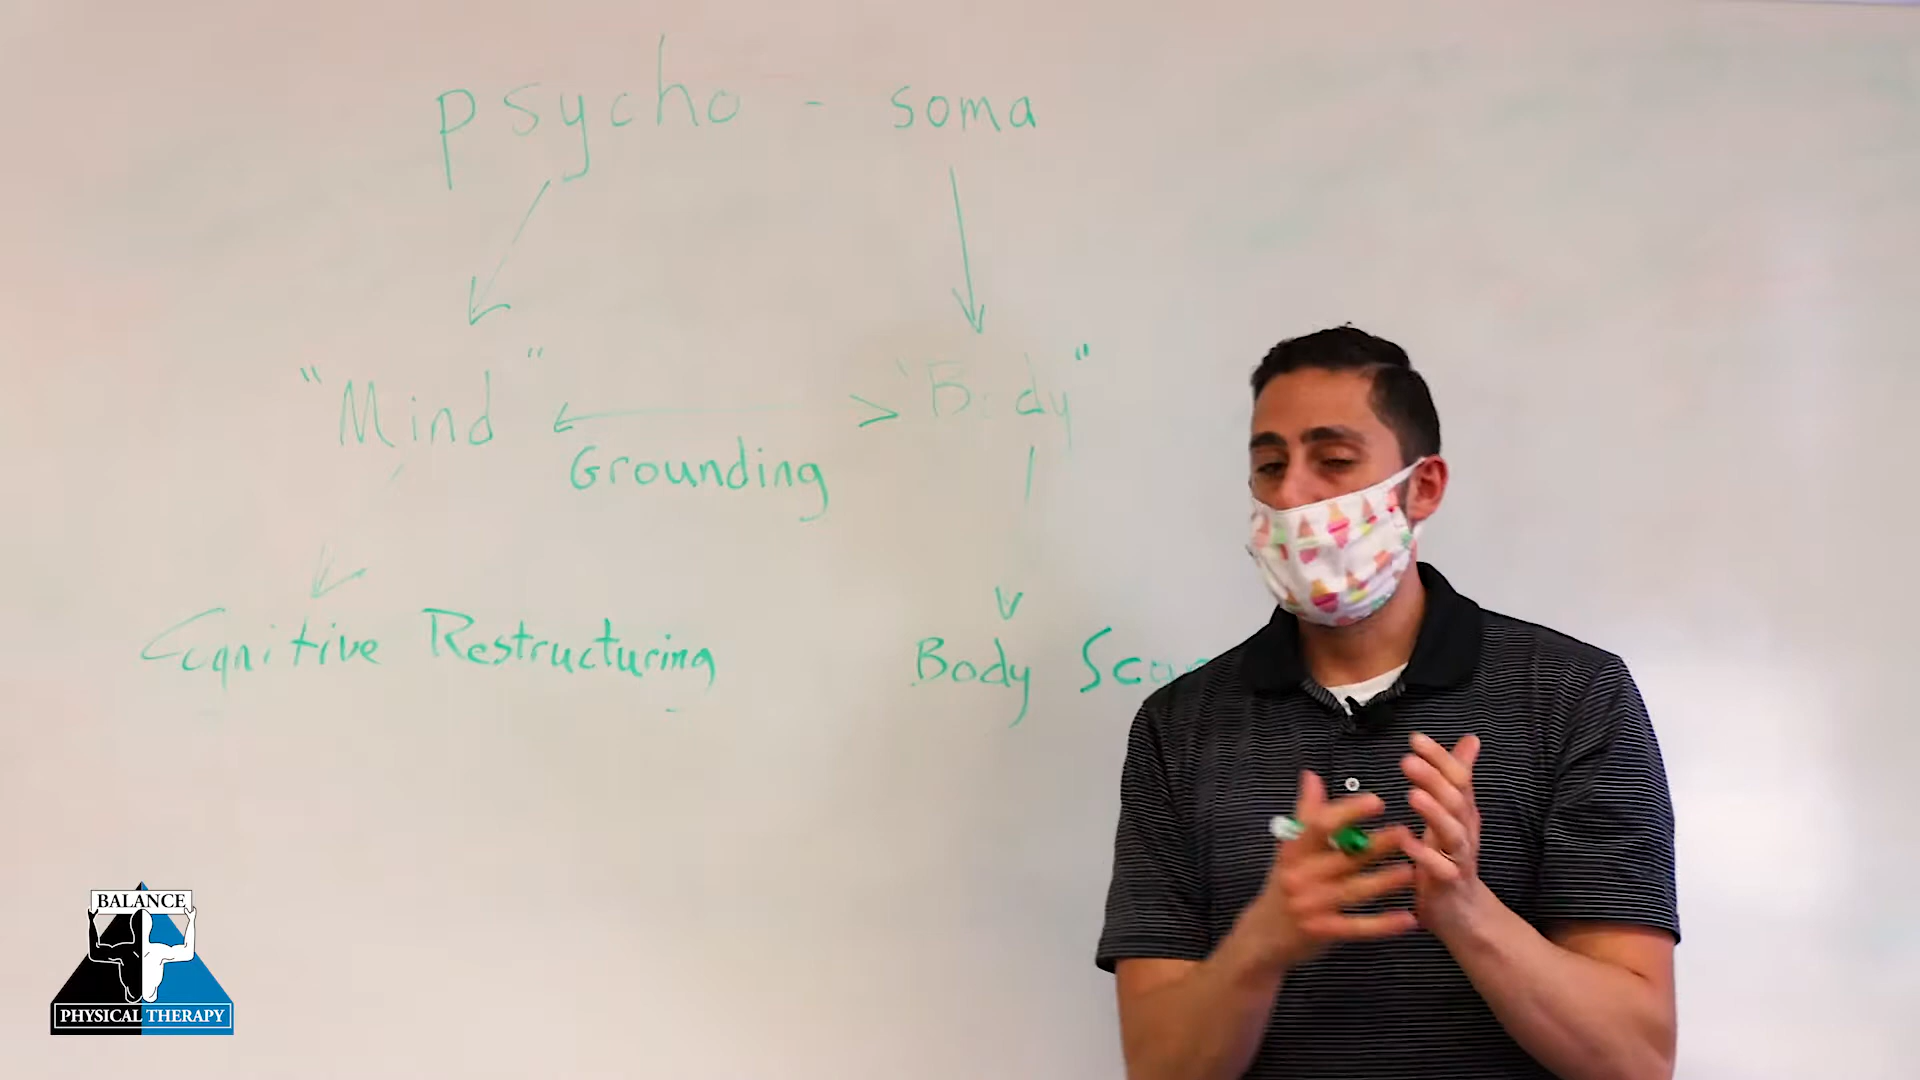 psycho - soma
"Mind" "Body"
Grounding
Cognitive Restructuring
Body
BALANCE
PHYSICAL THERAPY